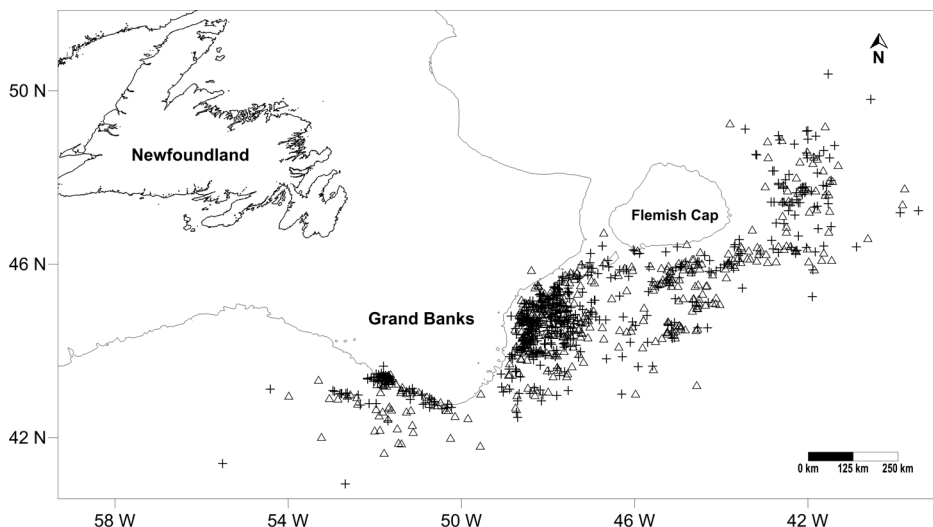 N
50 N
Newfoundland
Flemish Cap
46 N
Grand Banks
42 N
0 km 125 km 250 km
58 W 54 W 50 W 46 W 42 W